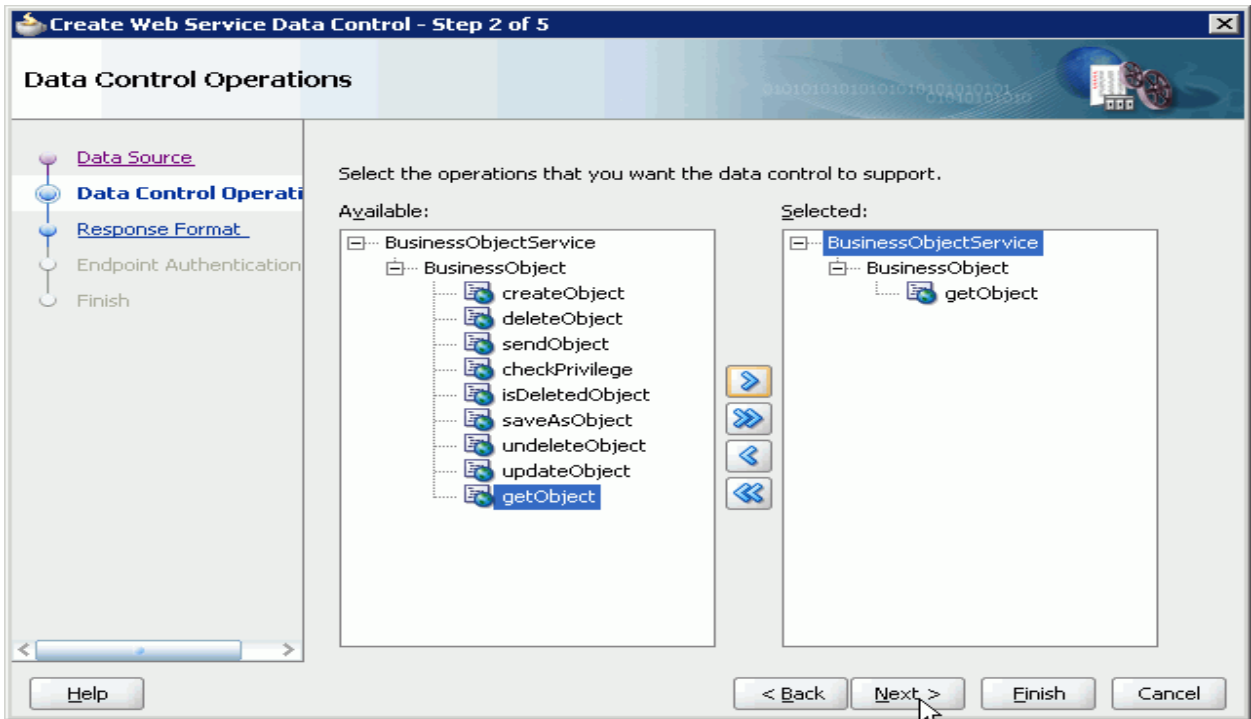 Create Web Service Data Control - Step 2 of 5
Data Control Operations
Data Source
Data Control Operati
Response Format
Endpoint Authentication
Finish
Select the operations that you want the data control to support.
Available:
BusinessObjectService
BusinessObject
createObject
deleteObject
sendObject
checkPrivilege
isDeletedObject
saveAsObject
undeleteObject
updateObject
getObject
Selected:
BusinessObjectService
BusinessObject
getObject
Help
< Back
Next >
Finish
Cancel